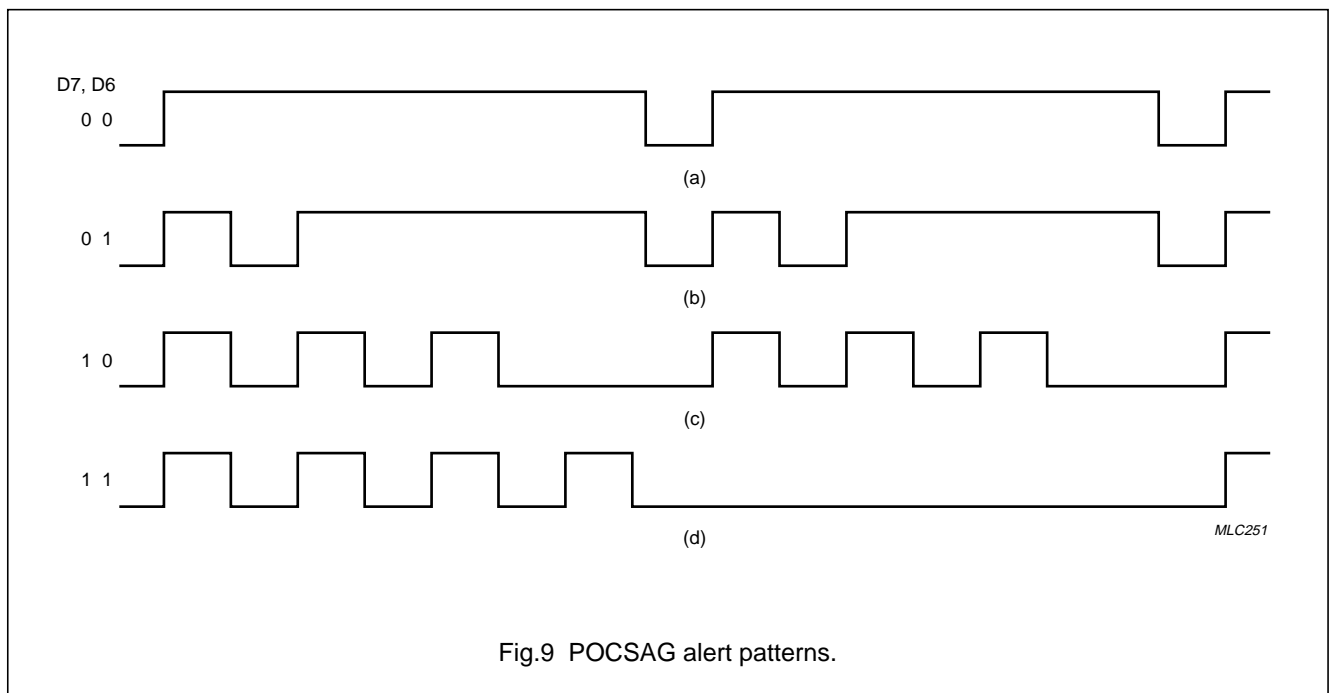 D7, D6
0 0
(a)
0 1
(b)
1 0
(c)
1 1
(d)
MLC251
Fig.9 POCSAG alert patterns.